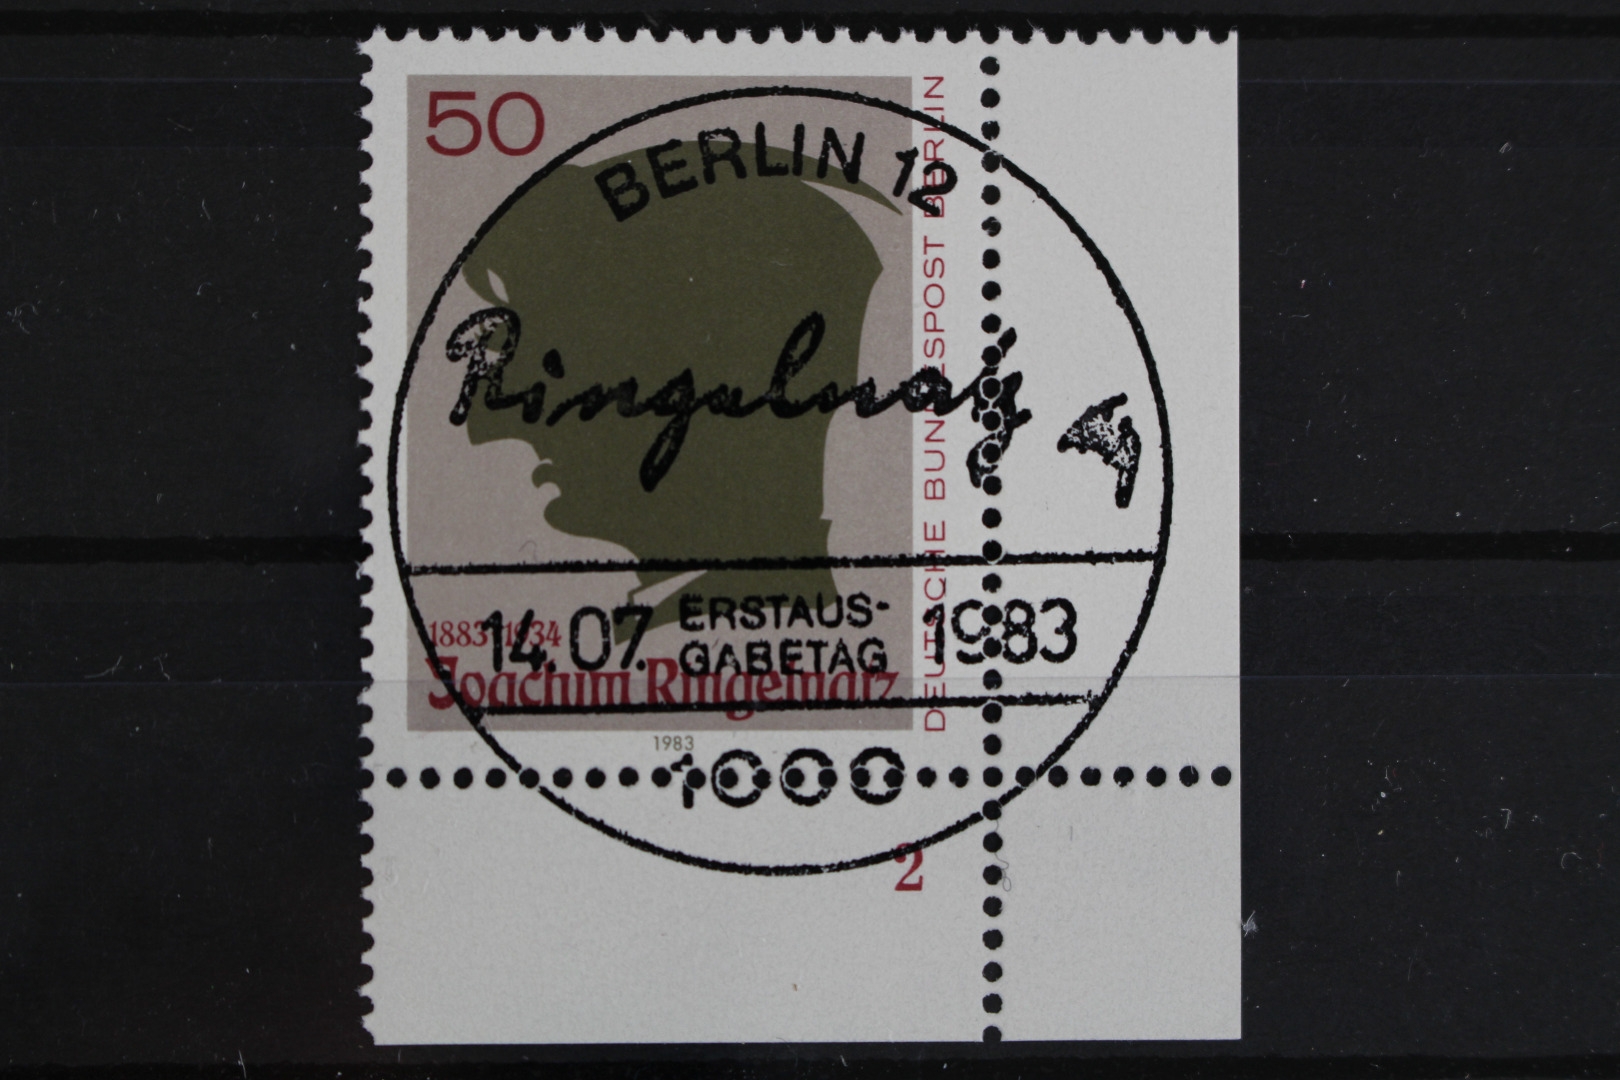 50
BERLIN 12
DEUTSCHE BUNDESPOST BERLIN
Ringelnatz
1883-1934
14.07. ERSTAUS-
GABETAG 1983
Joachim Ringelnatz
1983
1000
2